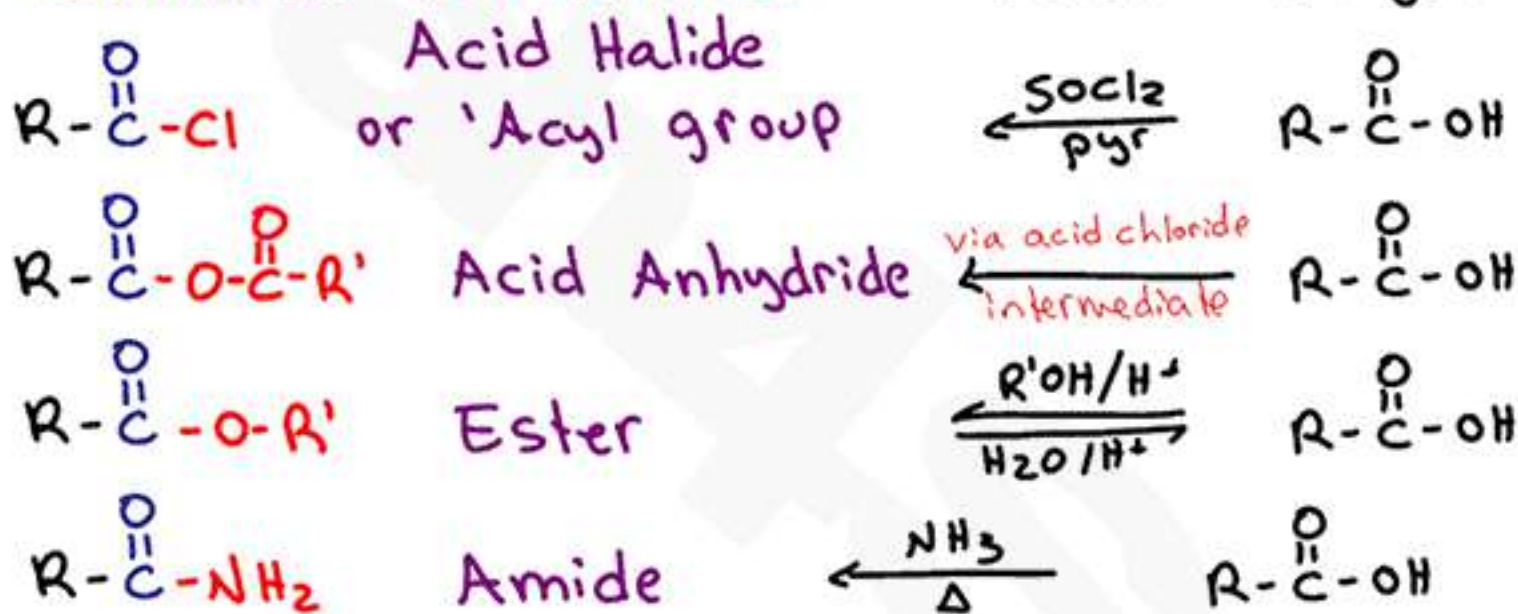 O O
R-C-Cl Acid Halide or 'Acyl group SOCl2 pyr R-C-OH
O O O
R-C-O-C-R' Acid Anhydride via acid chloride intermediate R-C-OH
O O
R-C-O-R' Ester R'OH/H+ H2O/H+ R-C-OH
O O
R-C-NH2 Amide NH3 Δ R-C-OH